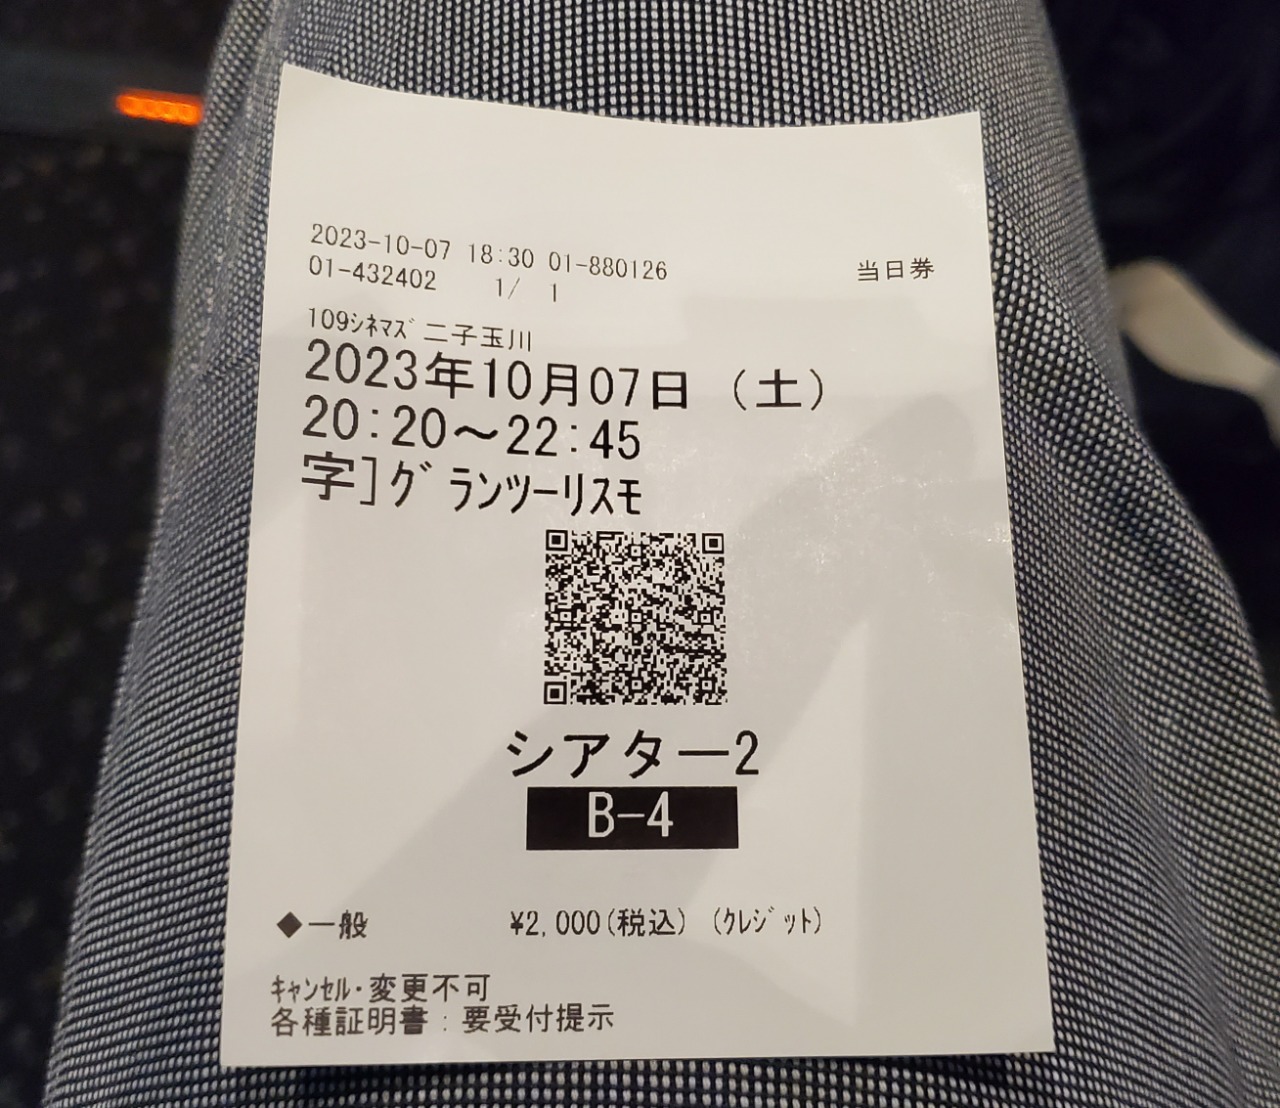 2023-10-07 18:30 01-880126
01-432402 1/ 1
当日券
109ｼﾈﾏｽﾞ二子玉川
2023年10月07日 (土)
20:20～22:45
字]ｸﾞﾗﾝﾂｰﾘｽﾓ
シアター2
B-4
◆一般 ¥2,000(税込) (ｸﾚｼﾞｯﾄ)
ｷｬﾝｾﾙ・変更不可
各種証明書:要受付提示